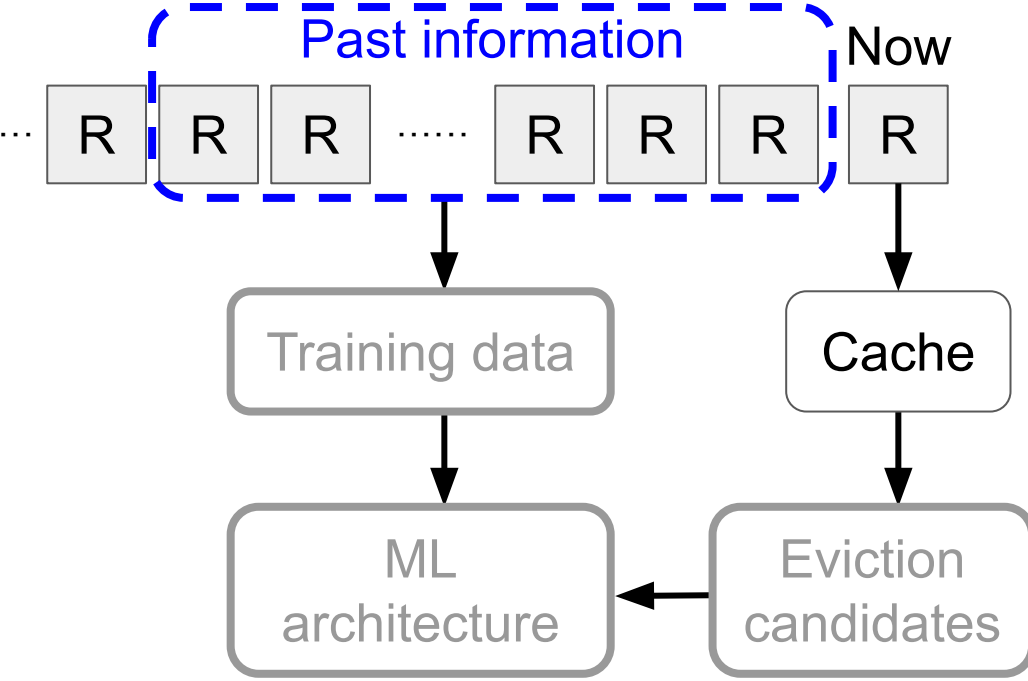 Past information
Now
... R R R ...... R R R R
Training data
Cache
ML
architecture
Eviction
candidates